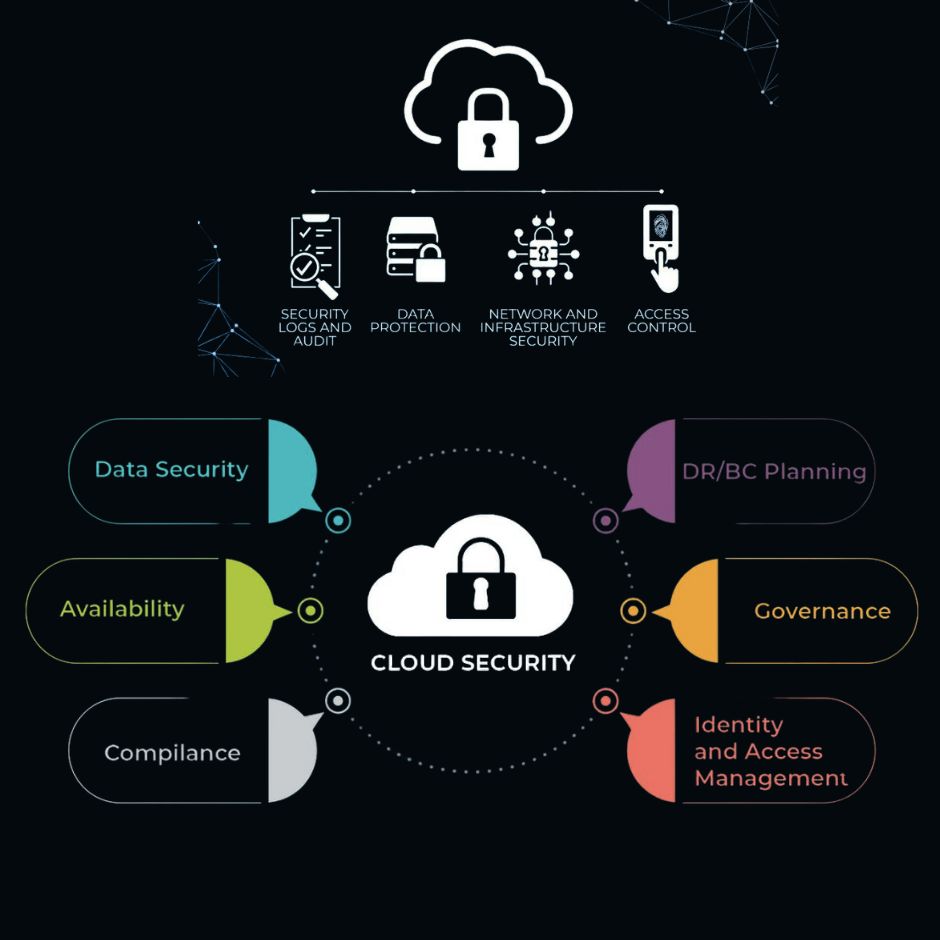 SECURITY
LOGS AND
AUDIT
DATA
PROTECTION
NETWORK AND
INFRASTRUCTURE
SECURITY
ACCESS
CONTROL
Data Security
DR/BC Planning
Availability
Governance
CLOUD SECURITY
Compilance
Identity
and Access
Management